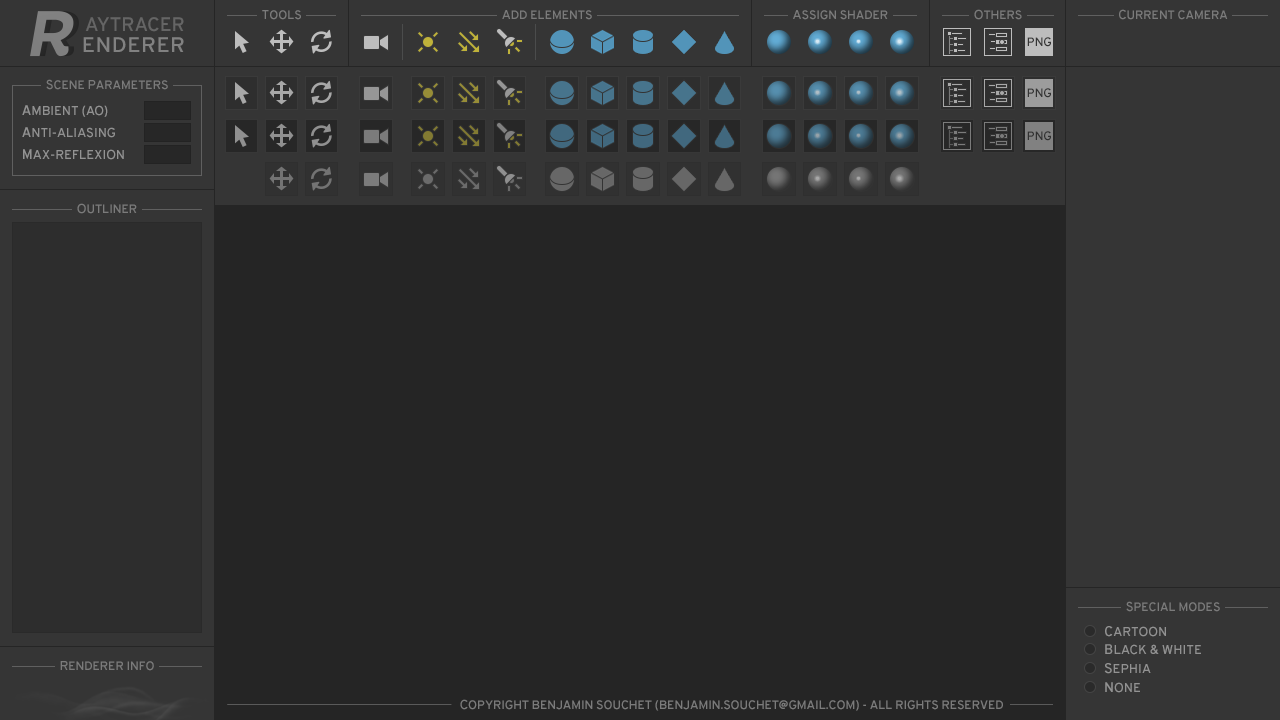 RAYTRACER
RENDERER
TOOLS
ADD ELEMENTS
ASSIGN SHADER
OTHERS
CURRENT CAMERA
PNG
SCENE PARAMETERS
AMBIENT (AO)
ANTI-ALIASING
MAX-REFLEXION
PNG
PNG
OUTLINER
RENDERER INFO
SPECIAL MODES
CARTOON
BLACK & WHITE
SEPHIA
NONE
COPYRIGHT BENJAMIN SOUCHET (BENJAMIN.SOUCHET@GMAIL.COM) - ALL RIGHTS RESERVED